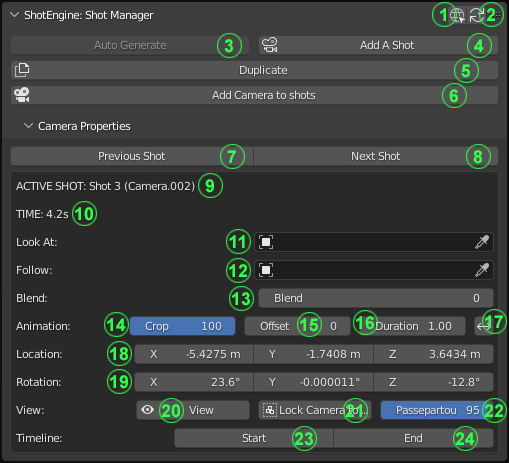 ShotEngine: Shot Manager 1 2
Auto Generate 3 Add A Shot 4
Duplicate 5
Add Camera to shots 6
Camera Properties
Previous Shot 7 Next Shot 8
ACTIVE SHOT: Shot 3 (Camera.002) 9
TIME: 4.2s 10
Look At: 11
Follow: 12
Blend: 13 Blend 0
Animation: 14 Crop 100 Offset 15 0 16 Duration 1.00 17
Location: 18 X -5.4275 m Y -1.7408 m Z 3.6434 m
Rotation: 19 X 23.6° Y -0.000011° Z -12.8°
View: 20 View Lock Camera to... 21 Passepartou 95 22
Timeline: Start 23 End 24